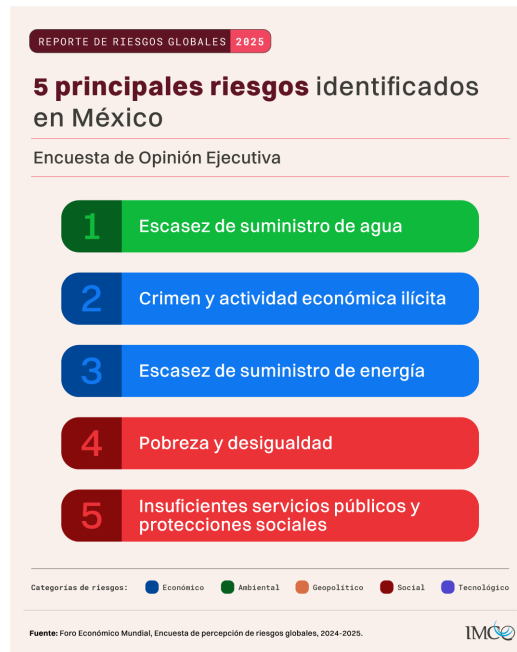 REPORTE DE RIESGOS GLOBALES 2025
5 principales riesgos identificados
en México
Encuesta de Opinión Ejecutiva
1 Escasez de suministro de agua
2 Crimen y actividad económica ilícita
3 Escasez de suministro de energía
4 Pobreza y desigualdad
5 Insuficientes servicios públicos y
protecciones sociales
Categorías de riesgos: Económico Ambiental Geopolítico Social Tecnológico
Fuente: Foro Económico Mundial, Encuesta de percepción de riesgos globales, 2024-2025.
IMCO